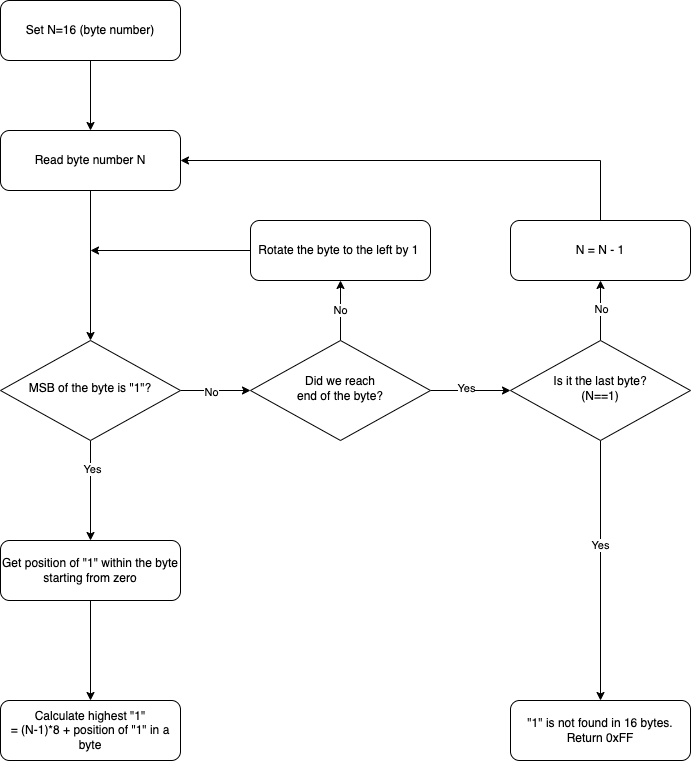 Set N=16 (byte number)
Read byte number N
Rotate the byte to the left by 1
N = N - 1
No
No
MSB of the byte is "1"?
No
Did we reach
end of the byte?
Yes
Is it the last byte?
(N==1)
Yes
Yes
Get position of "1" within the byte
starting from zero
Calculate highest "1"
= (N-1)*8 + position of "1" in a
byte
"1" is not found in 16 bytes.
Return 0xFF